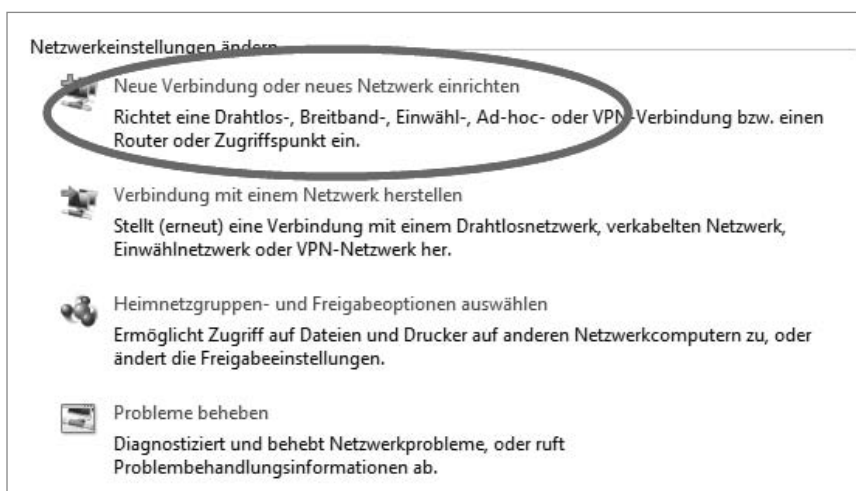 Netzwerkeinstellungen ändern
Neue Verbindung oder neues Netzwerk einrichten
Richtet eine Drahtlos-, Breitband-, Einwähl-, Ad-hoc- oder VPN-Verbindung bzw. einen
Router oder Zugriffspunkt ein.
Verbindung mit einem Netzwerk herstellen
Stellt (erneut) eine Verbindung mit einem Drahtlosnetzwerk, verkabelten Netzwerk,
Einwählnetzwerk oder VPN-Netzwerk her.
Heimnetzgruppen- und Freigabeoptionen auswählen
Ermöglicht Zugriff auf Dateien und Drucker auf anderen Netzwerkcomputern zu, oder
ändert die Freigabeeinstellungen.
Probleme beheben
Diagnostiziert und behebt Netzwerkprobleme, oder ruft
Problembehandlungsinformationen ab.